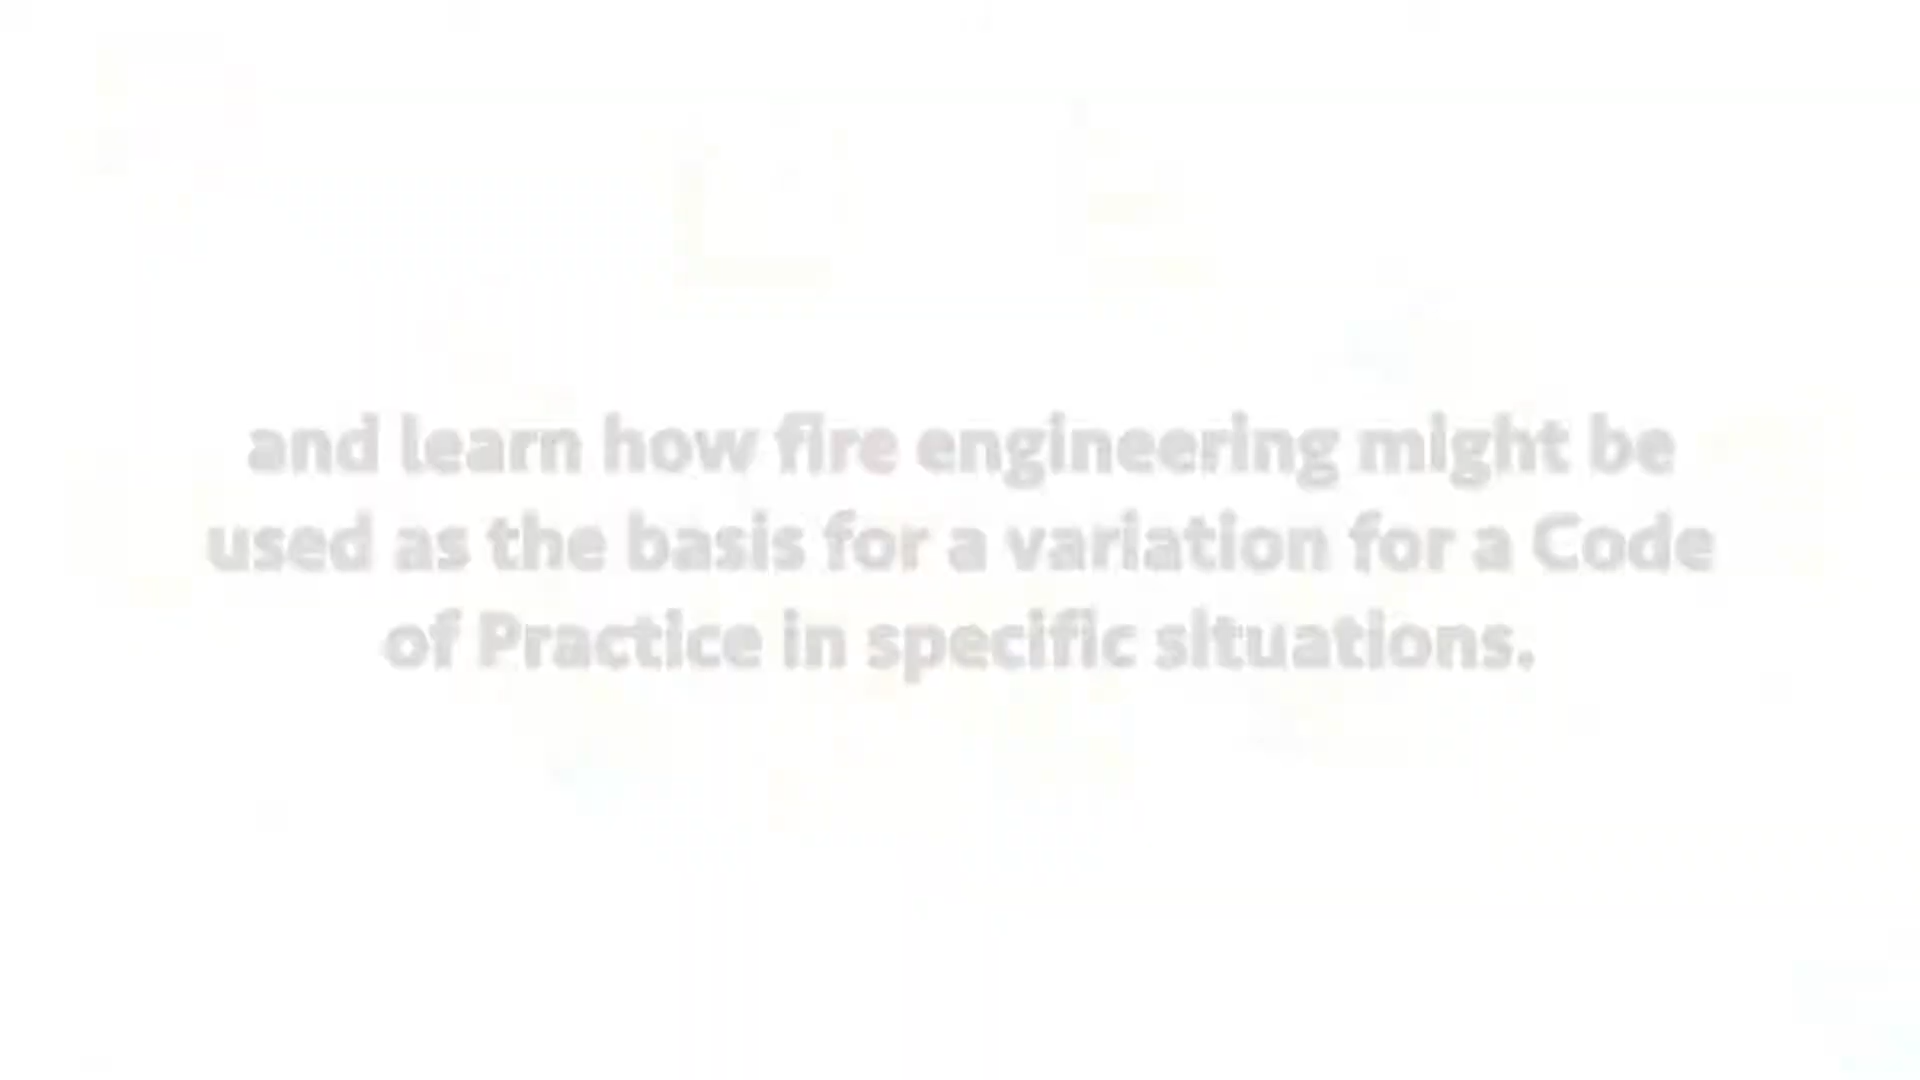 and learn how fire engineering might be
used as the basis for a variation for a Code
of Practice in specific situations.